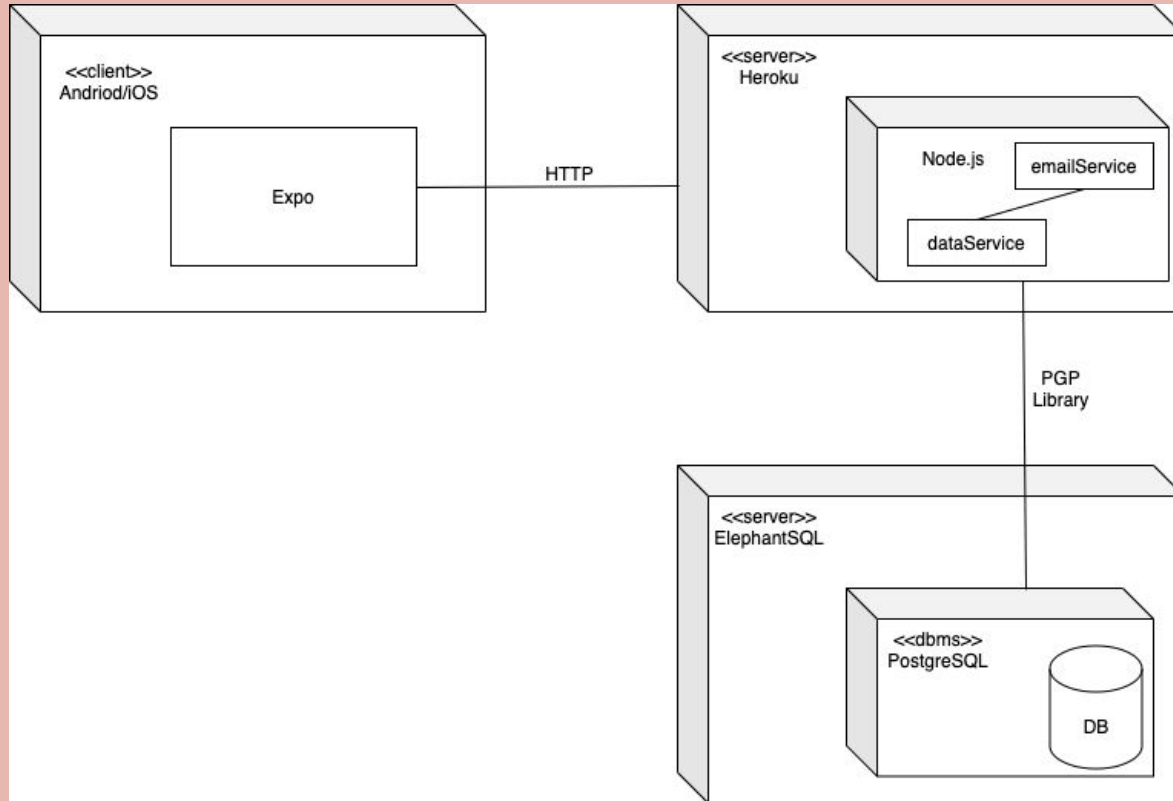 <<client>>
Andriod/iOS
Expo
HTTP
<<server>>
Heroku
Node.js
emailService
dataService
PGP
Library
<<server>>
ElephantSQL
<<dbms>>
PostgreSQL
DB